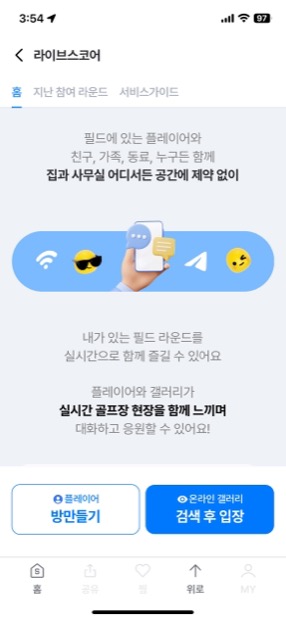 3:54
97
라이브스코어
홈 지난 참여 라운드 서비스가이드
필드에 있는 플레이어와
친구, 가족, 동료, 누구든 함께
집과 사무실 어디서든 공간에 제약 없이
내가 있는 필드 라운드를
실시간으로 함께 즐길 수 있어요
플레이어와 갤러리가
실시간 골프장 현장을 함께 느끼며
대화하고 응원할 수 있어요!
플레이어
방만들기
온라인 갤러리
검색 후 입장
S
홈 공유 찜 위로 MY